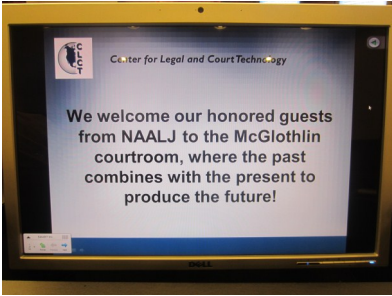 CLCT
Center for Legal and Court Technology
We welcome our honored guests
from NAALJ to the McGlothlin
courtroom, where the past
combines with the present to
produce the future!
DELL